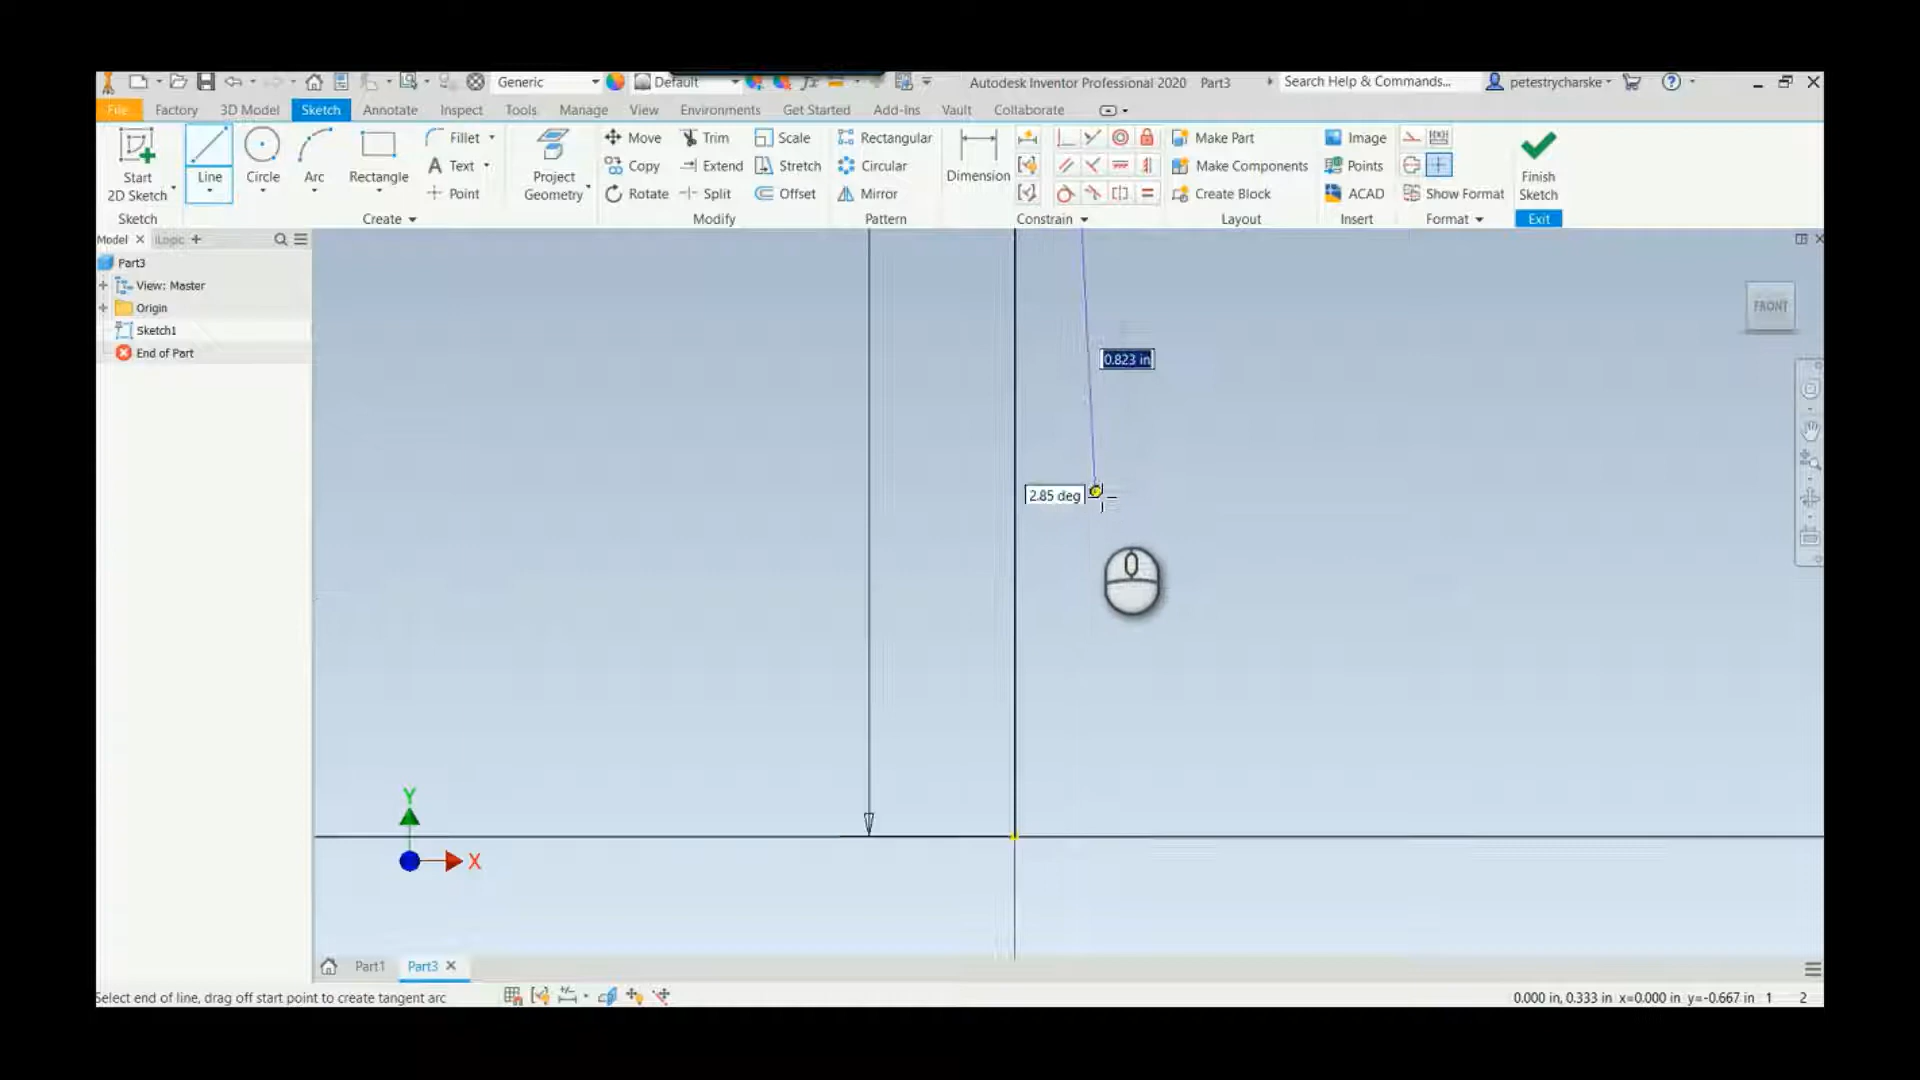 Generic Default Autodesk Inventor Professional 2020 Part3 Search Help & Commands... petestrycharske
File Factory 3D Model Sketch Annotate Inspect Tools Manage View Environments Get Started Add-Ins Vault Collaborate
Start 2D Sketch
Line
Circle
Arc
Rectangle
Fillet
Text
Point
Project Geometry
Move
Copy
Rotate
Trim
Extend
Split
Scale
Stretch
Offset
Rectangular
Circular
Mirror
Dimension
Make Part
Make Components
Create Block
Image
Points
ACAD
Show Format
Finish Sketch
Sketch Create Modify Pattern Constrain Layout Insert Format Exit
Model iLogic
Part3
View: Master
Origin
Sketch1
End of Part
FRONT
0.823 in
2.85 deg
Y
X
Part1 Part3
Select end of line, drag off start point to create tangent arc
0.000 in, 0.333 in x=0.000 in y=-0.667 in 1 2